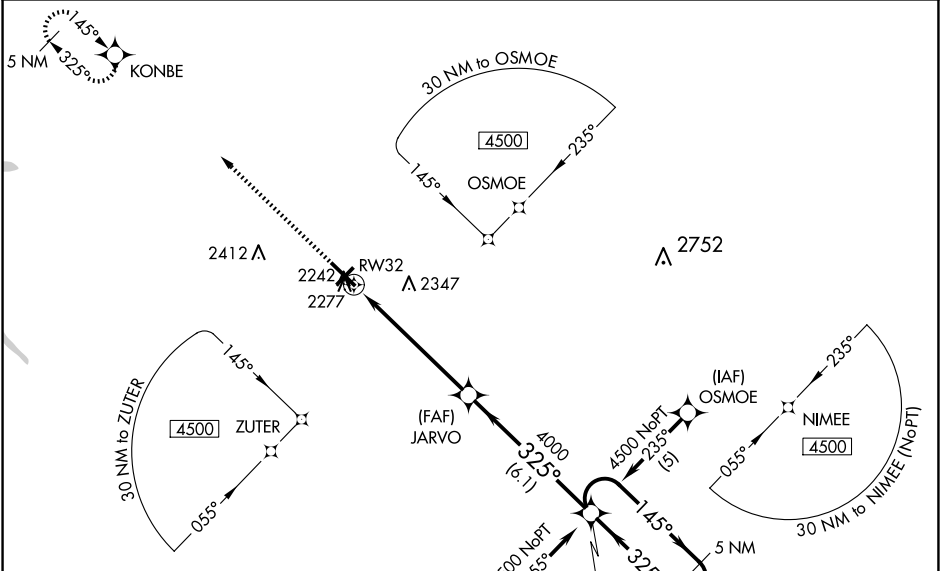 145°
5 NM
325°
KONBE
30 NM to OSMOE
4500
235°
145°
OSMOE
2412
2242
RW32
2277
2347
2752
30 NM to ZUTER
145°
4500
ZUTER
055°
(FAF)
JARVO
4000
325°
(6.1)
(IAF)
OSMOE
4500 NoPT
235°
(5)
235°
NIMEE
4500
055°
30 NM to NIMEE (NoPT)
145°
5 NM
NoPT